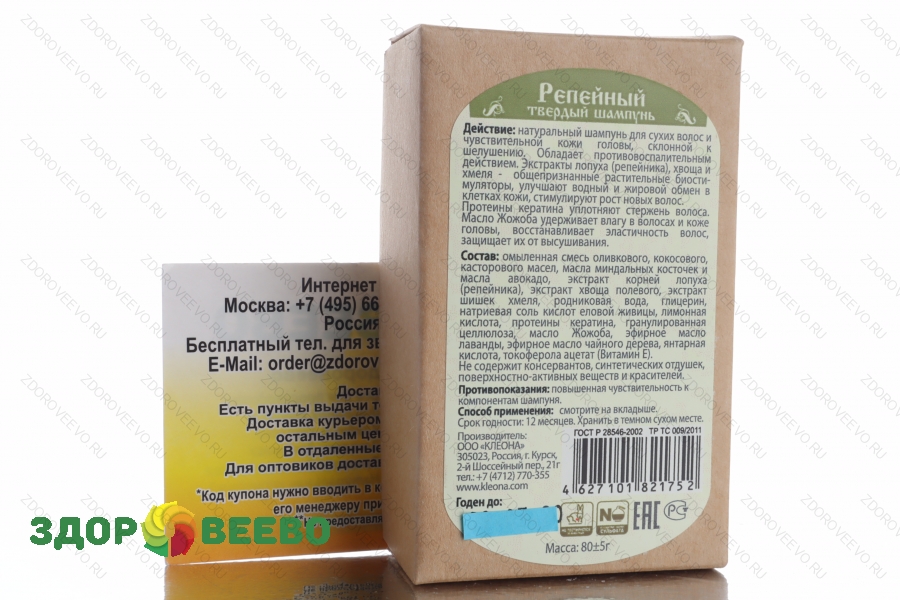 Репейный
твердый шампунь
Действие: натуральный шампунь для сухих волос и
чувствительной кожи головы, склонной к
шелушению. Обладает противовоспалительным
действием. Экстракты лопуха (репейника), хвоща и
хмеля - общепризнанные растительные биости-
муляторы, улучшают водный и жировой обмен в
клетках кожи, стимулируют рост новых волос.
Протеины кератина уплотняют стержень волоса.
Масло Жожоба удерживает влагу в волосах и коже
головы, восстанавливает эластичность волос,
защищает их от высушивания.
Состав: омыленная смесь оливкового, кокосового,
касторового масел, масла миндальных косточек и
масла авокадо, экстракт корней лопуха
(репейника), экстракт хвоща полевого, экстракт
шишек хмеля, родниковая вода, глицерин,
натриевая соль кислот еловой живицы, лимонная
кислота, протеины кератина, гранулированная
целлюлоза, масло Жожоба, эфирное масло
лаванды, эфирное масло чайного дерева, янтарная
кислота, токоферола ацетат (Витамин Е).
Не содержит консервантов, синтетических отдушек,
поверхностно-активных веществ и красителей.
Противопоказания: повышенная чувствительность к
компонентам шампуня.
Способ применения: смотрите на вкладыше.
Срок годности: 12 месяцев. Хранить в темном сухом месте.
Производитель:
ООО «КЛЕОНА»
305023, Россия, г. Курск,
2-й Шоссейный пер., 21г
тел.: +7 (4712) 770-355
www.kleona.com
ГОСТ Р 28546-2002 ТР ТС 009/2011
4 627101 821752
Годен до:
NO
EAC
РС
Масса: 80±5г
Интернет
Москва: +7 (495) 66
Россия
Бесплатный тел. для зв
E-Mail: order@zdorov
Доста
Есть пункты выдачи т
Доставка курьером
остальным цен
В отдаленные
Для оптовиков достав
*Код купона нужно вводить в к
его менеджеру при
ЗДОРОВЕЕВО
ZDOROVEEVO.RU